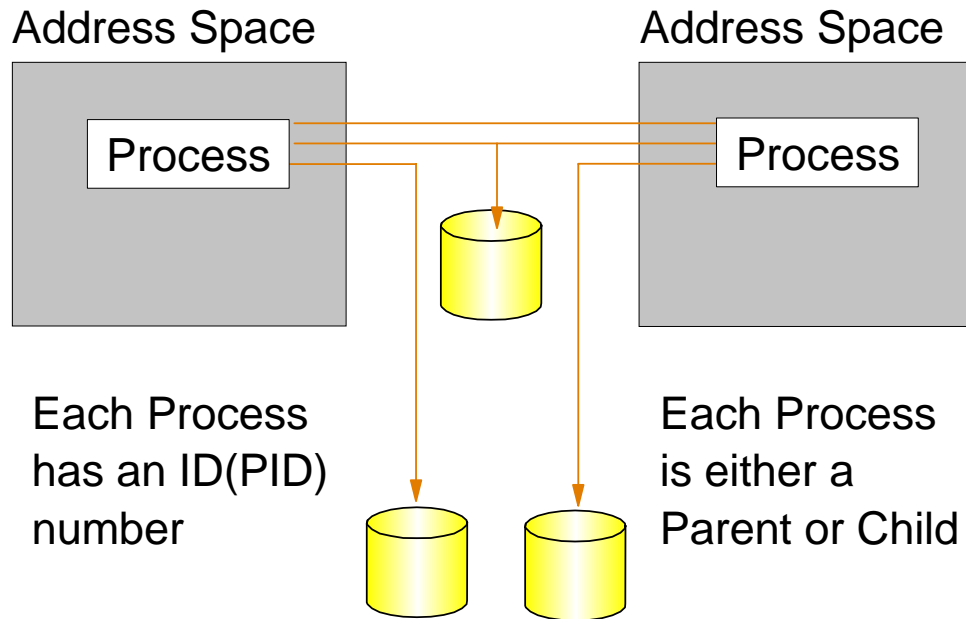 Address Space
Address Space
Process
Process
Each Process
has an ID(PID)
number
Each Process
is either a
Parent or Child